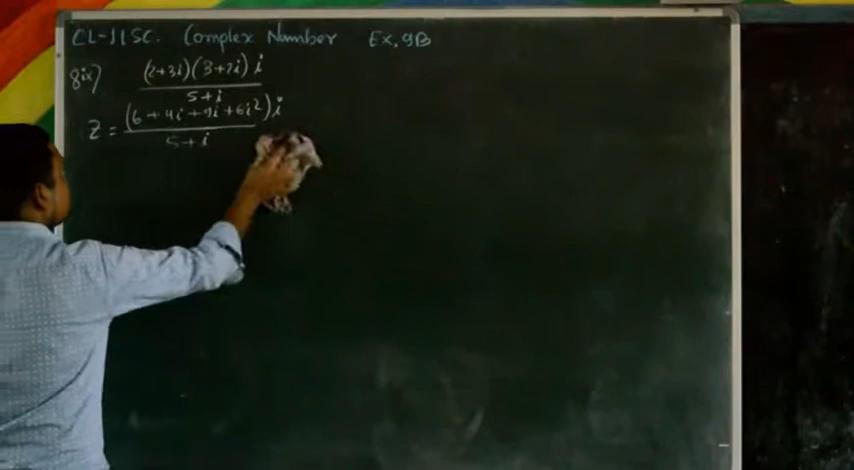 CL-11SC. Complex Number Ex. 9B
8ix) (2+3i)(3+2i) i
5+i
Z = (6+4i+9i+6i²) i
5+i